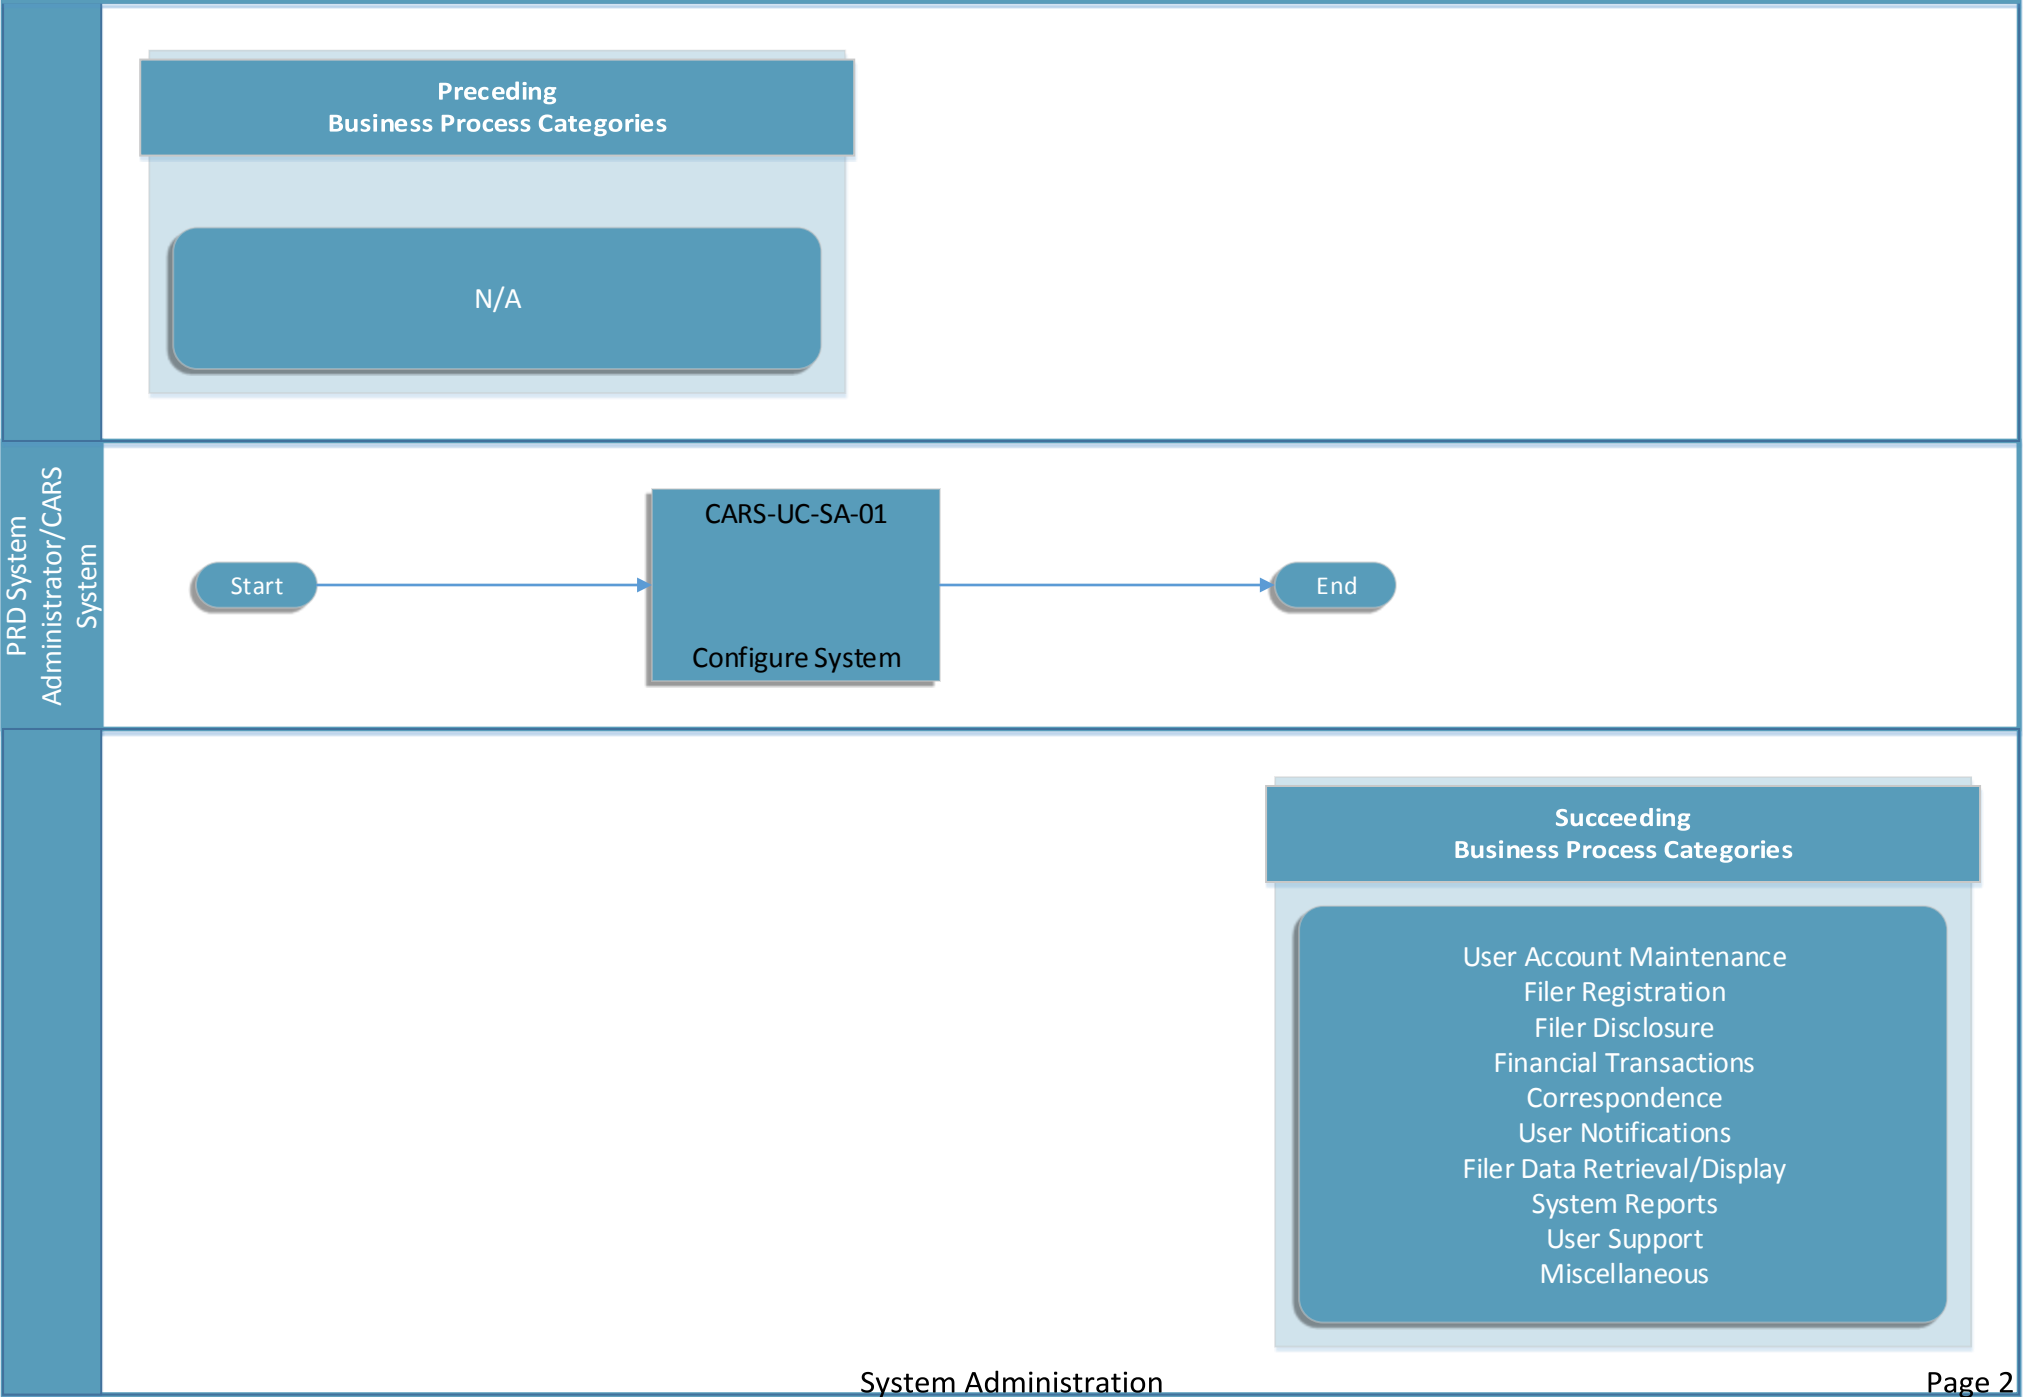 Preceding
Business Process Categories
N/A
PRD System
Administrator/CARS
System
Start
CARS-UC-SA-01
Configure System
End
Succeeding
Business Process Categories
User Account Maintenance
Filer Registration
Filer Disclosure
Financial Transactions
Correspondence
User Notifications
Filer Data Retrieval/Display
System Reports
User Support
Miscellaneous
System Administration
Page 2